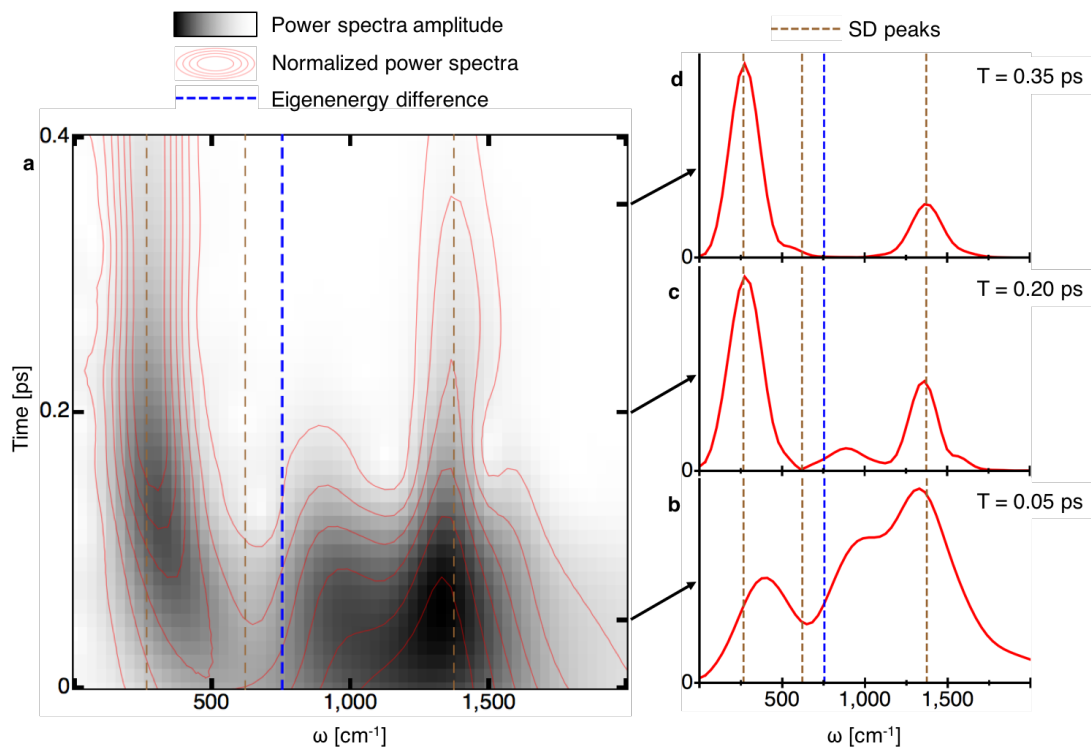 Power spectra amplitude
Normalized power spectra
Eigenenergy difference
SD peaks
a
0.4
0.2
0
Time [ps]
500
1,000
1,500
ω [cm⁻¹]
d
T = 0.35 ps
0
c
T = 0.20 ps
0
b
T = 0.05 ps
0
500
1,000
1,500
ω [cm⁻¹]